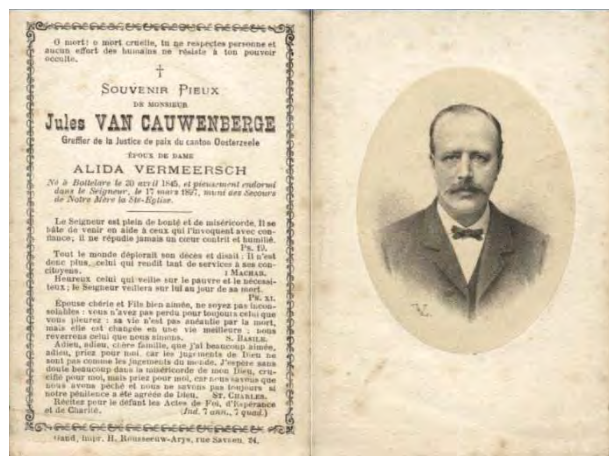 O mort! o mort cruelle, tu ne respectes personne et
aucun effort des humains ne résiste à ton pouvoir
occulte.
†
SOUVENIR PIEUX
DE MONSIEUR
Jules VAN CAUWENBERGE
Greffier de la Justice de paix du canton Oosterzeele
ÉPOUX DE DAME
ALIDA VERMEERSCH
Né à Bottelare le 20 avril 1845, et pieusement endormi
dans le Seigneur, le 17 mars 1897, muni des Secours
de Notre Mère la Ste-Eglise.
Le Seigneur est plein de bonté et de miséricorde. Il se
hâte de venir en aide à ceux qui l'invoquent avec con-
fiance; il ne répudie jamais un cœur contrit et humilié.
Ps. 19.
Tout le monde déplorait son décès et disait: Il n'est
donc plus, celui qui rendit tant de services à ses con-
citoyens.
1 MACHAB.
Heureux celui qui veille sur le pauvre et le nécessi-
teux; le Seigneur veillera sur lui au jour de sa mort.
Ps. XI.
Épouse chérie et Fils bien aimés, ne soyez pas incon-
solables: vous n'avez pas perdu pour toujours celui que
vous pleurez: sa vie n'est pas anéantie par la mort,
mais elle est changée en une vie meilleure: nous
reverrons celui que nous aimons. S. BASILE.
Adieu, adieu, chère famille, que j'ai beaucoup aimée,
adieu, priez pour moi, car les jugements de Dieu ne
sont pas comme les jugements du monde. J'espère sans
doute beaucoup dans la miséricorde de mon Dieu, cru-
cifié pour moi, mais priez pour moi, car nous savons que
nous avons péché et nous ne savons pas toujours si
notre pénitence a été agréée de Dieu. ST. CHARLES.
Récitez pour le défunt les Actes de Foi, d'Espérance
et de Charité. (Ind. 7 ann., 7 quad.)
Gand, impr. H. Rousseeuw-Arys, rue Savaen, 24.